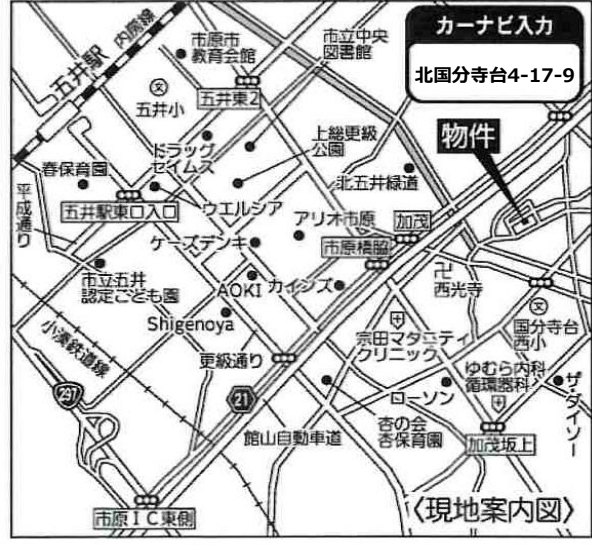 カーナビ入力
北国分寺台4-17-9
物件
五井駅
内房線
市原市
教育会館
市立中央
図書館
五井小
五井東2
ドラッグ
セイムス
上総更級
公園
春保育園
北五井緑道
平成通り
五井駅東口入口
ウエルシア
アリオ市原
加茂
ケーズデンキ
市原橋脇
市立五井
認定こども園
AOKI
カインズ
卍
西光寺
Shigenoya
宗田マタニティ
クリニック
国分寺台
西小
小湊鉄道線
更級通り
ゆむら内科
循環器科
297
21
ローソン
ザ・ダイソー
館山自動車道
杏の会
杏保育園
加茂坂上
市原IC東側
〈現地案内図〉